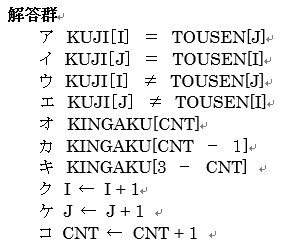 解答群
ア KUJI[I] = TOUSEN[J]
イ KUJI[J] = TOUSEN[I]
ウ KUJI[I] ≠ TOUSEN[J]
エ KUJI[J] ≠ TOUSEN[I]
オ KINGAKU[CNT]
カ KINGAKU[CNT - 1]
キ KINGAKU[3 - CNT]
ク I ← I + 1
ケ J ← J + 1
コ CNT ← CNT + 1